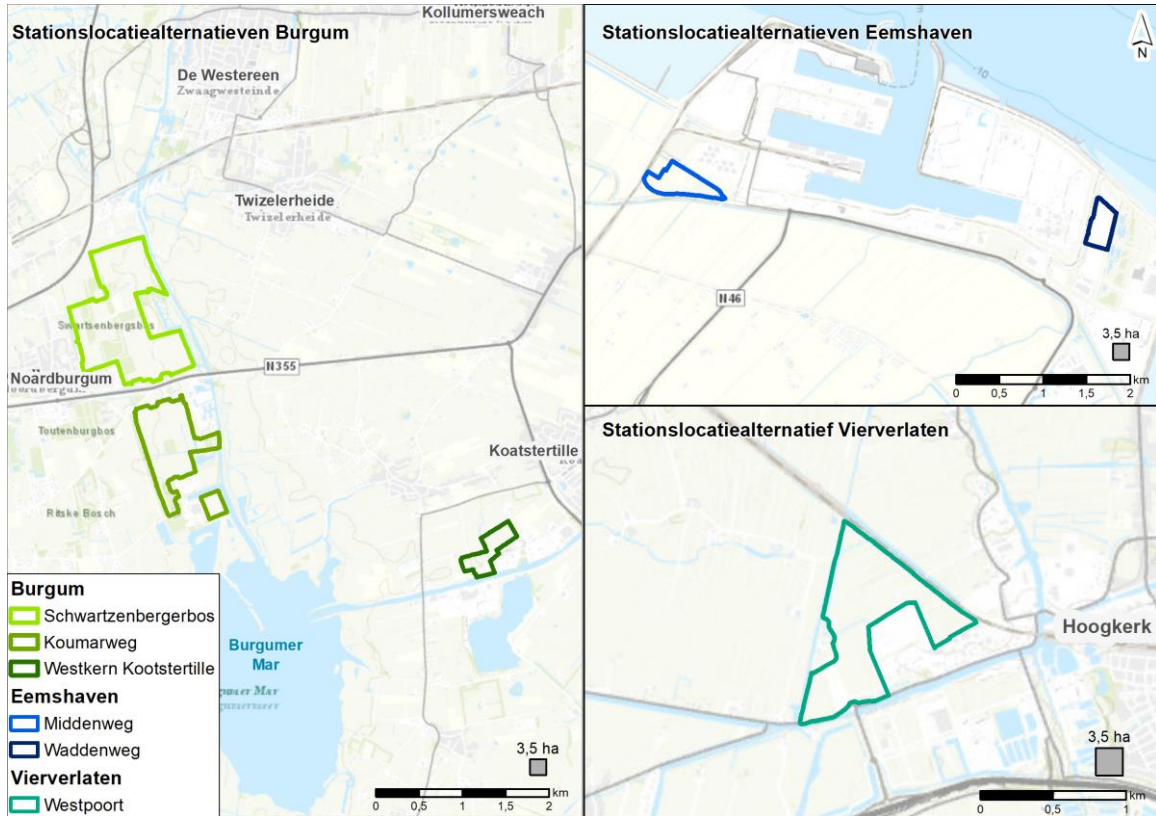 Stationslocatiealternatieven Burgum
Kollumersweach
De Westereen
Zwaagwesteinde
Twizelerheide
Twizelerheide
Swartsenbergsbos
Noardburgum
N355
Toutenburgbos
Ritske Bosch
Koatstertille
Burgumer
Mar
3,5 ha
km
0 0,5 1 1,5 2
Burgum
Schwartzenbergerbos
Koumarweg
Westkern Kootstertille
Eemshaven
Middenweg
Waddenweg
Vierverlaten
Westpoort
Stationslocatiealternatieven Eemshaven
N
-10
N46
3,5 ha
km
0 0,5 1 1,5 2
Stationslocatiealternatief Vierverlaten
Hoogkerk
3,5 ha
km
0 0,5 1